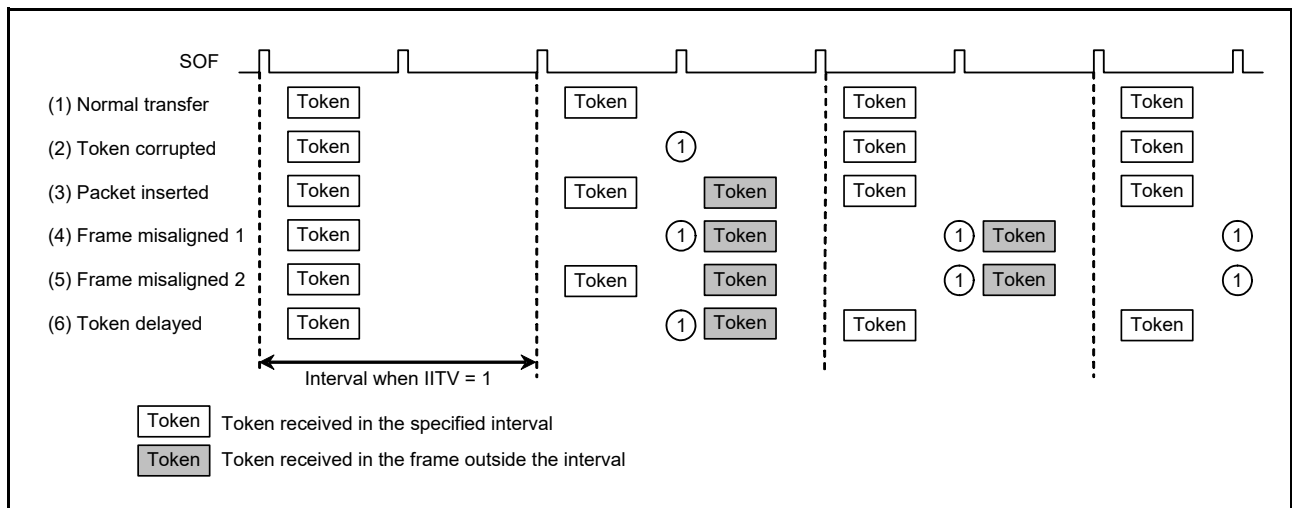 SOF
(1) Normal transfer Token Token Token Token
(2) Token corrupted Token 1 Token Token
(3) Packet inserted Token Token Token Token Token
(4) Frame misaligned 1 Token 1 Token 1 Token 1
(5) Frame misaligned 2 Token Token Token 1 Token 1
(6) Token delayed Token 1 Token Token Token
Interval when IITV = 1
Token Token received in the specified interval
Token Token received in the frame outside the interval